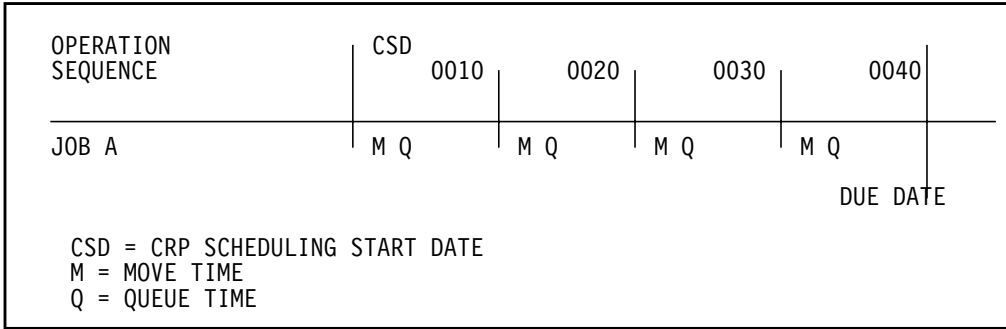 OPERATION CSD
SEQUENCE 0010 0020 0030 0040
JOB A M Q M Q M Q M Q
DUE DATE
CSD = CRP SCHEDULING START DATE
M = MOVE TIME
Q = QUEUE TIME